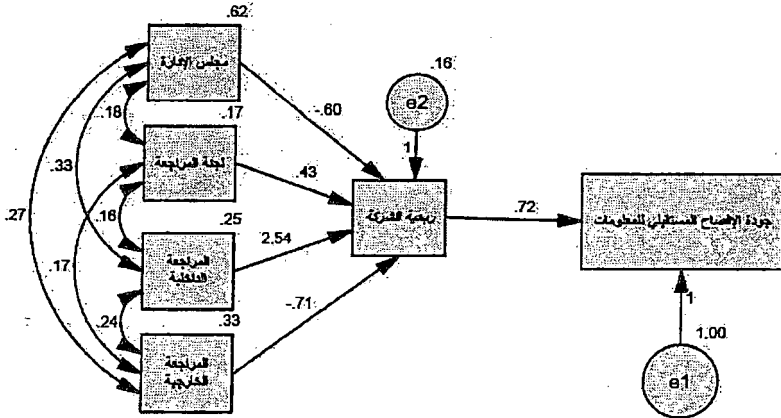 .62
مجلس الإدارة
.16
e2
.18
.17
-.60
1
لجنة المراجعة
.33
.43
ربحية الشركة
.72
جودة الإفصاح المستقبلي للمعلومات
.27
.16
.25
2.54
.17
المراجعة
الداخلية
.24
.33
-.71
1
1.00
المراجعة
الخارجية
e1